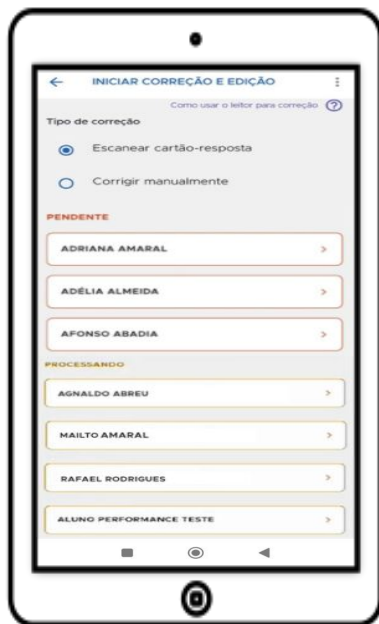 INICIAR CORREÇÃO E EDIÇÃO
Como usar o leitor para correção ?
Tipo de correção
Escanear cartão-resposta
Corrigir manualmente
PENDENTE
ADRIANA AMARAL
ADÉLIA ALMEIDA
AFONSO ABADIA
PROCESSANDO
AGNALDO ABREU
MAILTO AMARAL
RAFAEL RODRIGUES
ALUNO PERFORMANCE TESTE